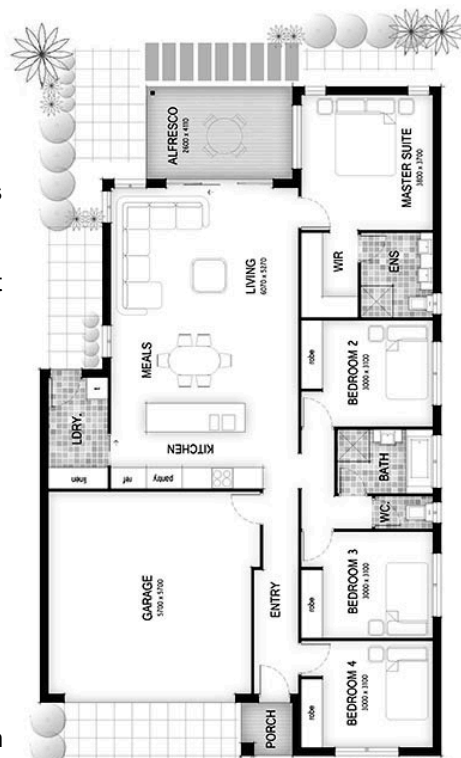 ALFRESCO
2600 x 4110
MASTER SUITE
x 3700
s
LIVING
6070 x 5370
WIR
ENS
MEALS
robe
BEDROOM 2
3000 x 3100
LDRY.
KITCHEN
linen
ref
pantry
BATH
WC.
GARAGE
5700 x 5700
ENTRY
robe
BEDROOM 3
3000 x 3100
robe
BEDROOM 4
3000 x 3100
PORCH
n